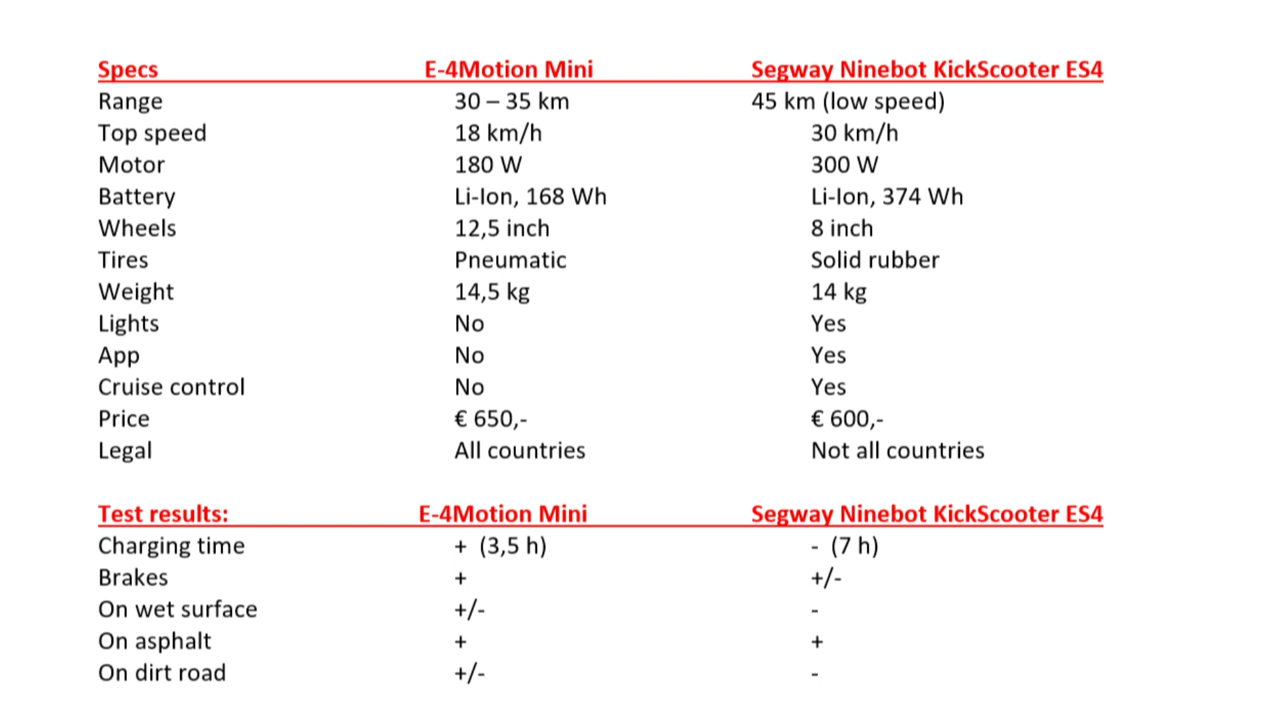 Specs E-4Motion Mini Segway Ninebot KickScooter ES4
Range 30 – 35 km 45 km (low speed)
Top speed 18 km/h 30 km/h
Motor 180 W 300 W
Battery Li-Ion, 168 Wh Li-Ion, 374 Wh
Wheels 12,5 inch 8 inch
Tires Pneumatic Solid rubber
Weight 14,5 kg 14 kg
Lights No Yes
App No Yes
Cruise control No Yes
Price € 650,- € 600,-
Legal All countries Not all countries
Test results: E-4Motion Mini Segway Ninebot KickScooter ES4
Charging time + (3,5 h) - (7 h)
Brakes + +/-
On wet surface +/- -
On asphalt + +
On dirt road +/- -